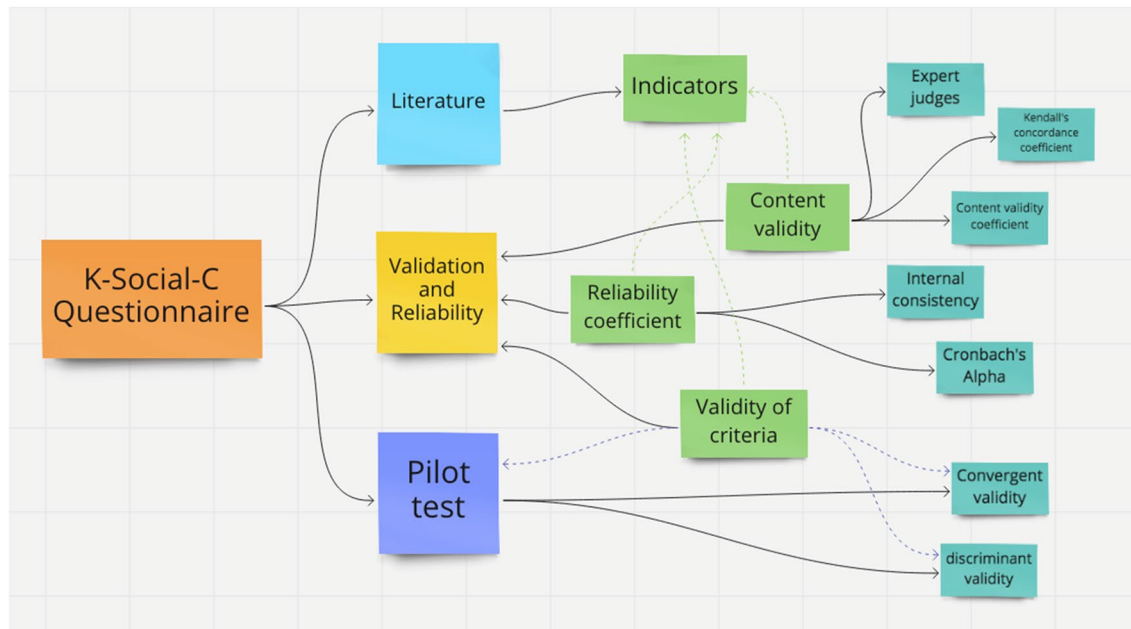 K-Social-C
Questionnaire
Literature
Validation
and
Reliability
Pilot
test
Indicators
Content
validity
Reliability
coefficient
Validity of
criteria
Expert
judges
Kendall's
concordance
coefficient
Content validity
coefficient
Internal
consistency
Cronbach's
Alpha
Convergent
validity
discriminant
validity